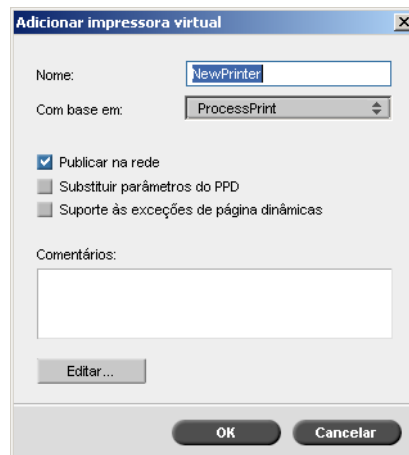 Adicionar impressora virtual
Nome: NewPrinter
Com base em: ProcessPrint
Publicar na rede
Substituir parâmetros do PPD
Suporte às exceções de página dinâmicas
Comentários:
Editar...
OK Cancelar